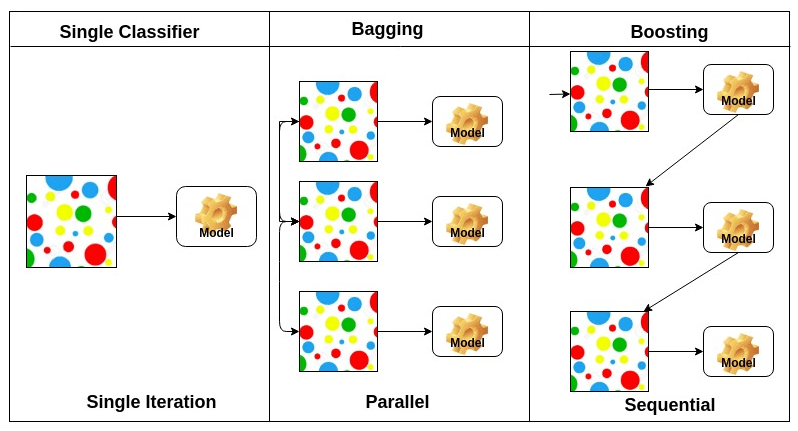 Single Classifier
Bagging
Boosting
Model
Model
Model
Model
Model
Model
Model
Single Iteration
Parallel
Sequential